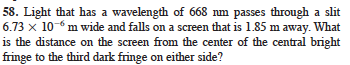 58. Light that has a wavelength of 668 nm passes through a slit
6.73 × 10⁻⁶ m wide and falls on a screen that is 1.85 m away. What
is the distance on the screen from the center of the central bright
fringe to the third dark fringe on either side?